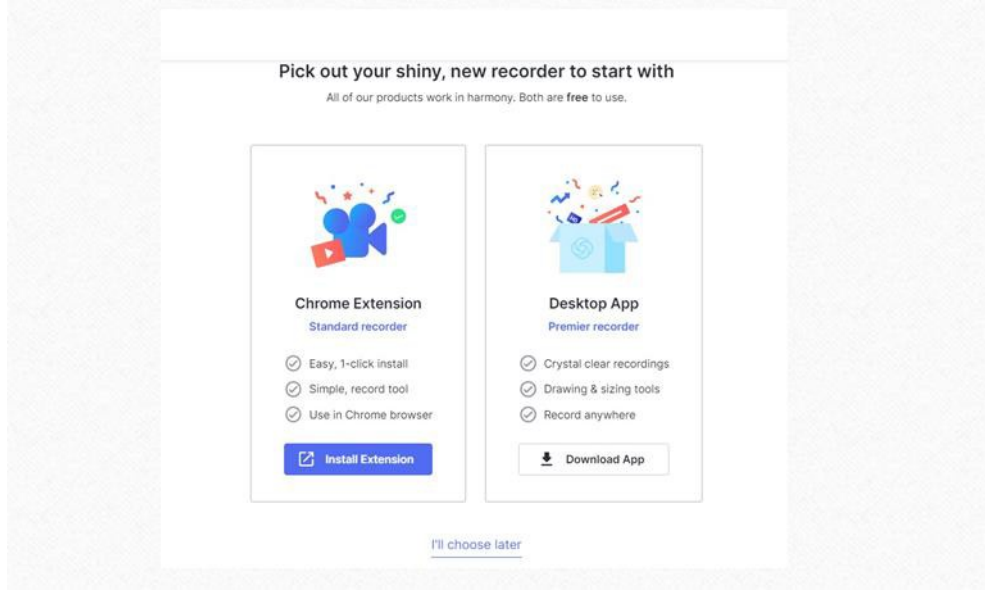 Pick out your shiny, new recorder to start with
All of our products work in harmony. Both are free to use.
Chrome Extension
Standard recorder
Easy, 1-click install
Simple, record tool
Use in Chrome browser
Install Extension
HD
Desktop App
Premier recorder
Crystal clear recordings
Drawing & sizing tools
Record anywhere
Download App
I'll choose later